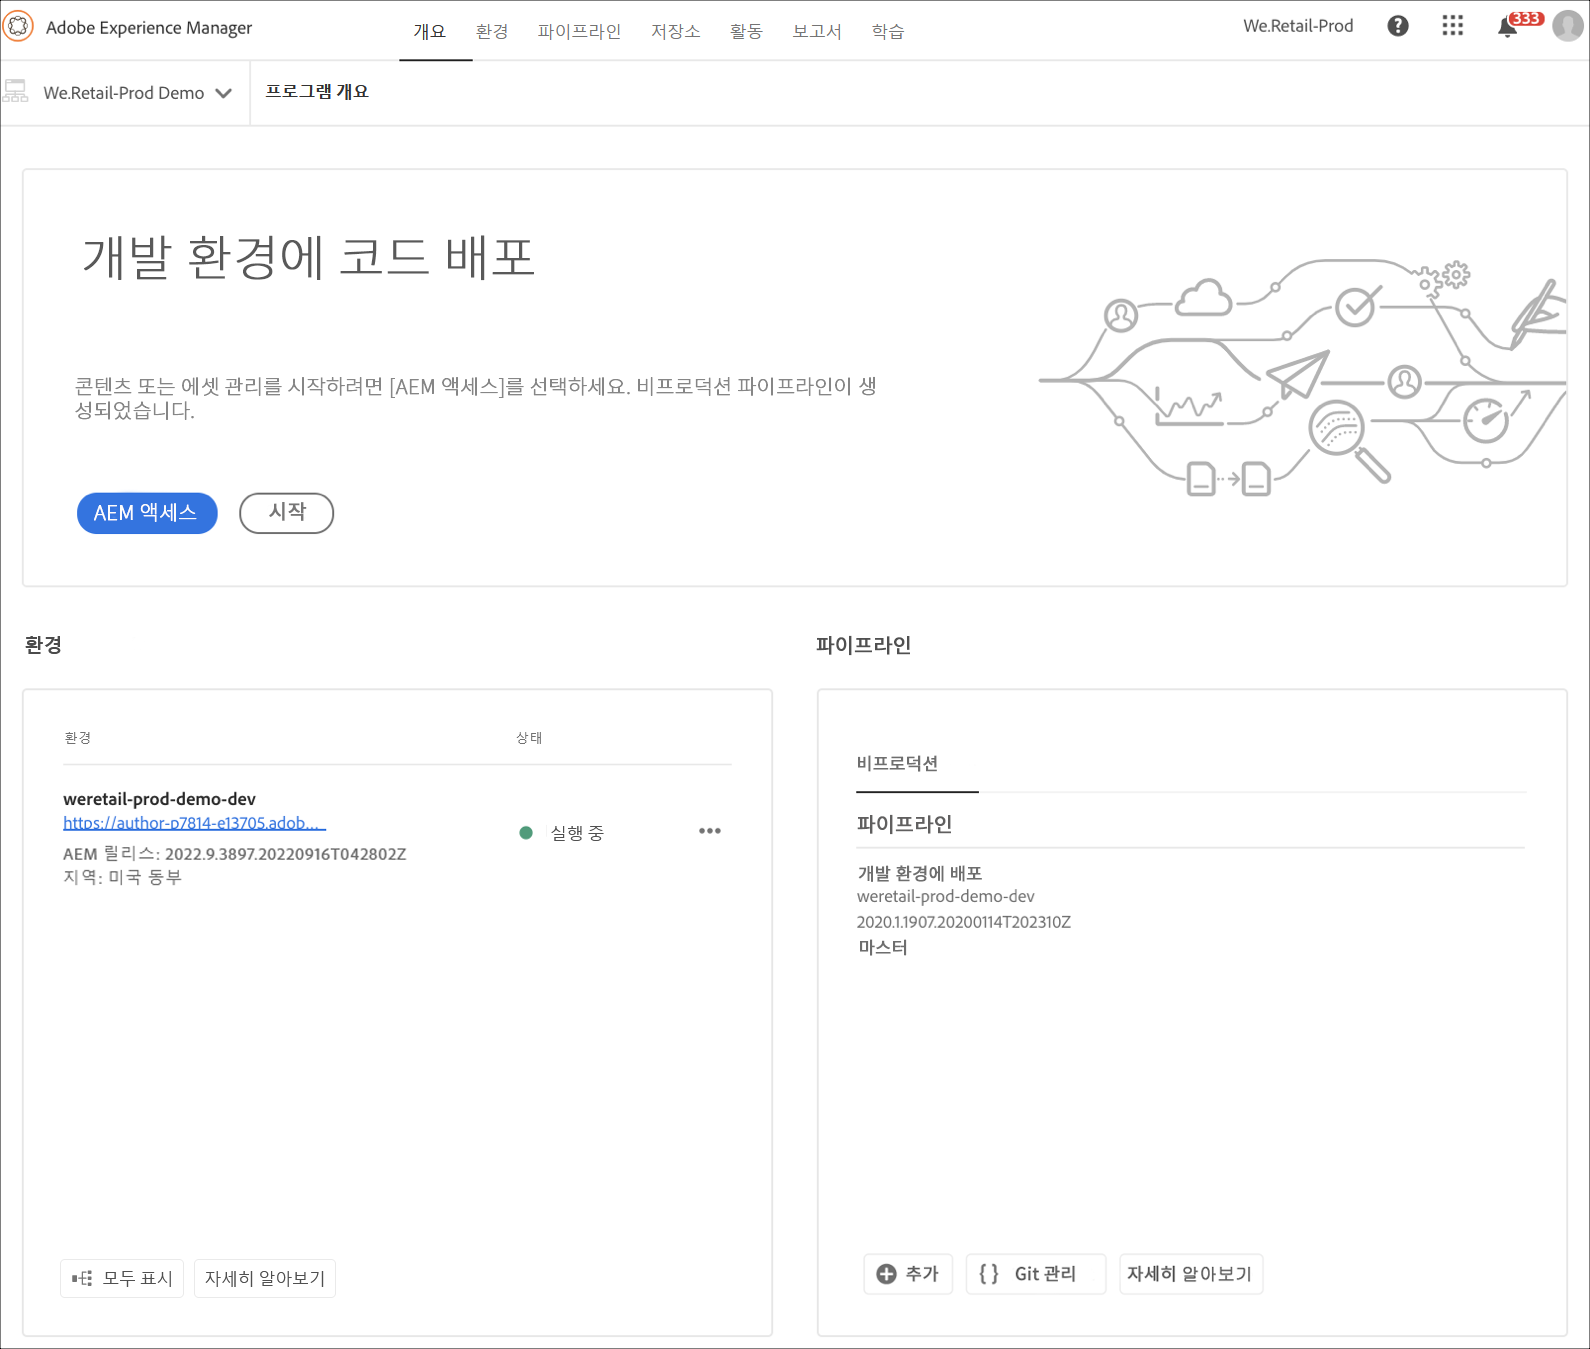 Adobe Experience Manager
개요 환경 파이프라인 저장소 활동 보고서 학습
We.Retail-Prod
333
We.Retail-Prod Demo
프로그램 개요
개발 환경에 코드 배포
콘텐츠 또는 에셋 관리를 시작하려면 [AEM 액세스]를 선택하세요. 비프로덕션 파이프라인이 생
성되었습니다.
AEM 액세스
시작
환경
환경 상태
weretail-prod-demo-dev
https://author-p7814-e13705.adob...
실행 중
AEM 릴리스: 2022.9.3897.20220916T042802Z
지역: 미국 동부
모두 표시
자세히 알아보기
파이프라인
비프로덕션
파이프라인
개발 환경에 배포
weretail-prod-demo-dev
2020.1.1907.20200114T202310Z
마스터
추가
Git 관리
자세히 알아보기